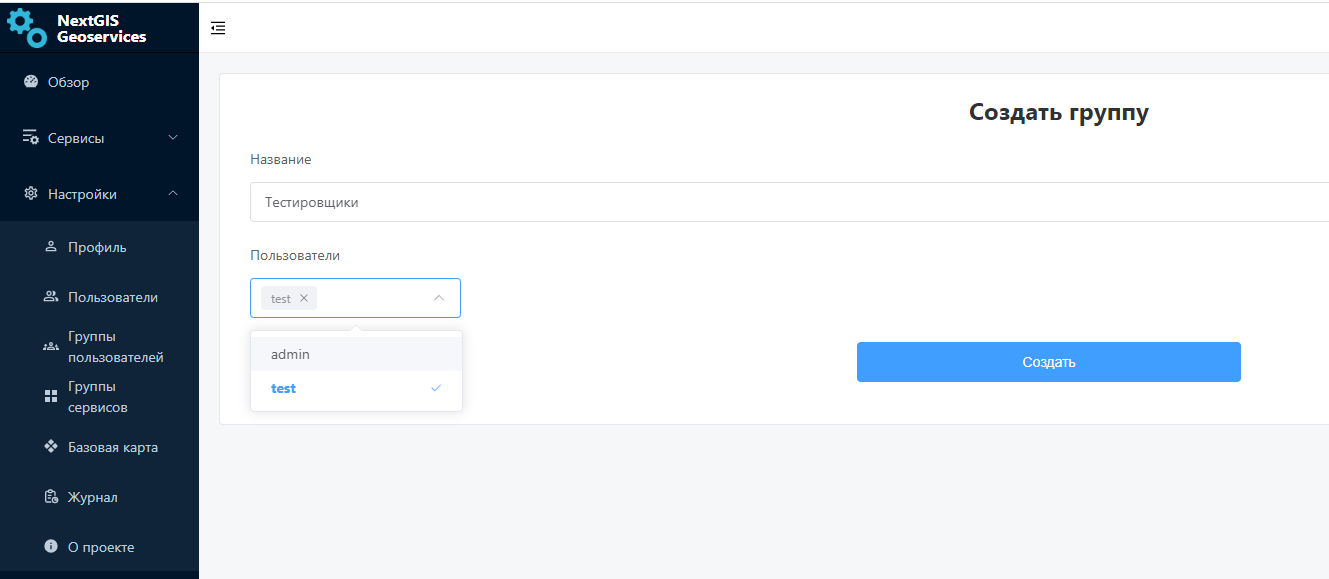 NextGIS
Geoservices
Обзор
Сервисы
Настройки
Профиль
Пользователи
Группы
пользователей
Группы
сервисов
Базовая карта
Журнал
О проекте
Создать группу
Название
Тестировщики
Пользователи
test
admin
test
Создать